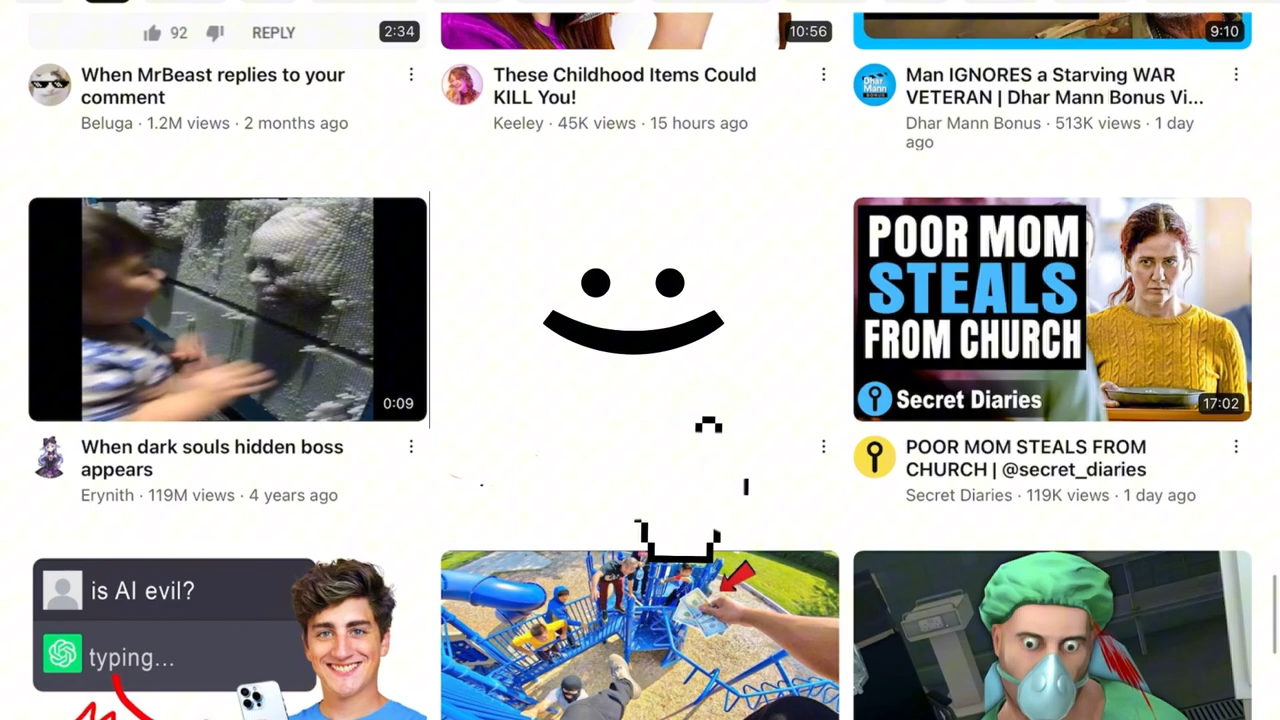 92 REPLY 2:34
10:56
9:10
When MrBeast replies to your
comment
Beluga · 1.2M views · 2 months ago
These Childhood Items Could
KILL You!
Keeley · 45K views · 15 hours ago
Dhar
Mann
BONUS
Man IGNORES a Starving WAR
VETERAN | Dhar Mann Bonus Vi...
Dhar Mann Bonus · 513K views · 1 day
ago
0:09
When dark souls hidden boss
appears
Erynith · 119M views · 4 years ago
POOR MOM
STEALS
FROM CHURCH
Secret Diaries
17:02
POOR MOM STEALS FROM
CHURCH | @secret_diaries
Secret Diaries · 119K views · 1 day ago
is AI evil?
typing...